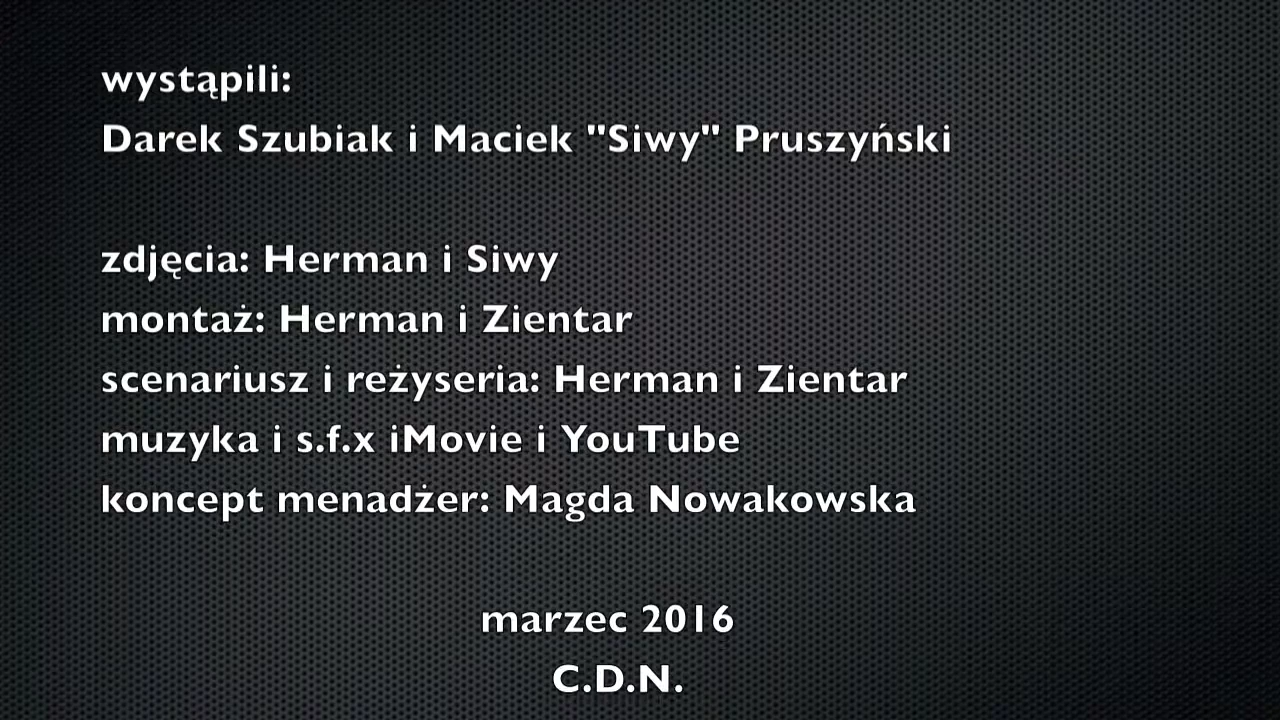 wystąpili:
Darek Szubiak i Maciek "Siwy" Pruszyński
zdjęcia: Herman i Siwy
montaż: Herman i Zientar
scenariusz i reżyseria: Herman i Zientar
muzyka i s.f.x iMovie i YouTube
koncept menadżer: Magda Nowakowska
marzec 2016
C.D.N.